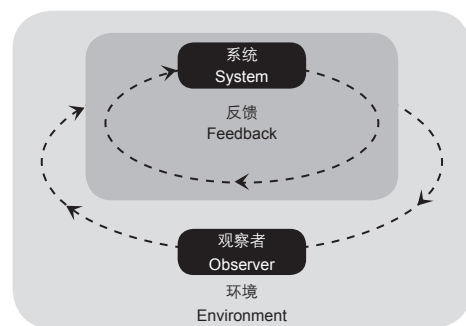 系统
System
反馈
Feedback
观察者
Observer
环境
Environment